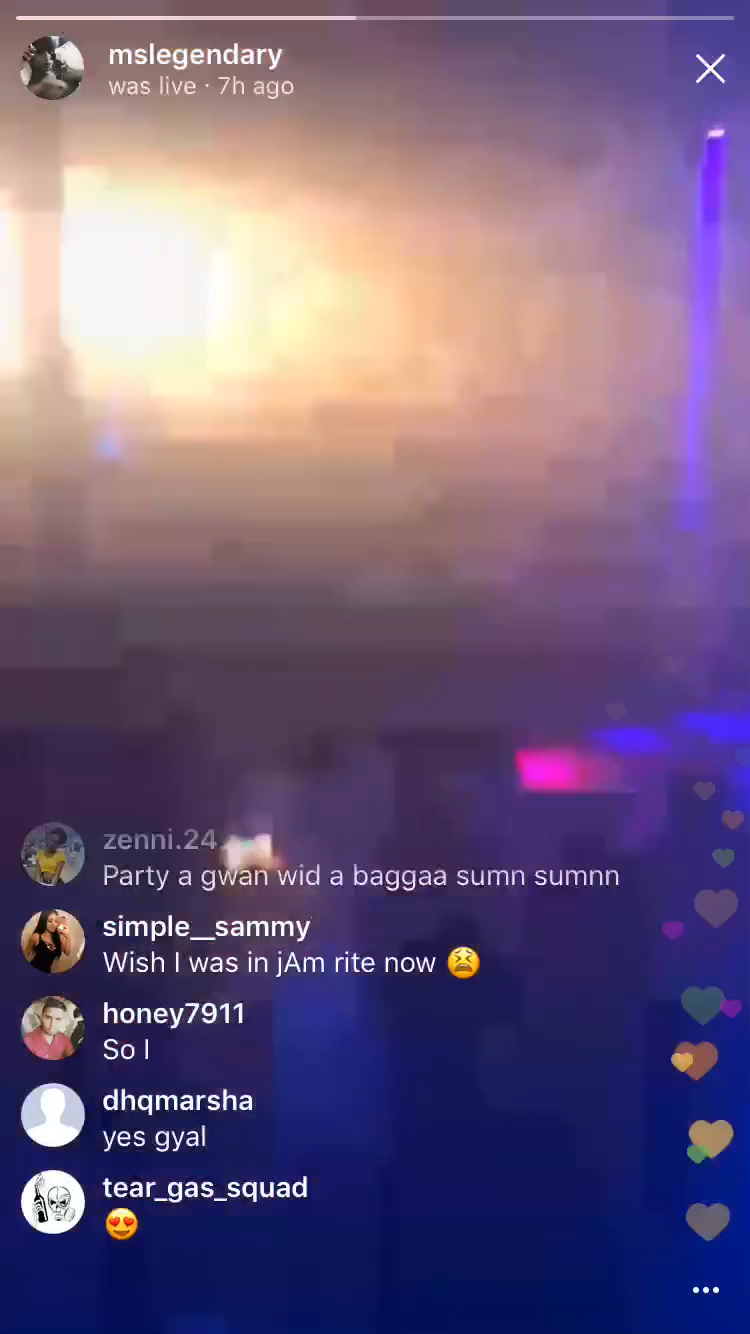 mslegendary
was live · 7h ago
zenni.24
Party a gwan wid a baggaa sumn sumnn
simple__sammy
Wish I was in jAm rite now 😫
honey7911
So I
dhqmarsha
yes gyal
tear_gas_squad
😍